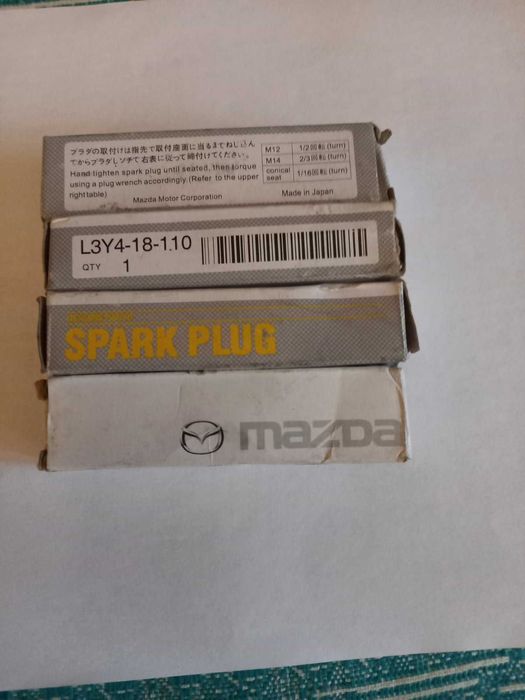 プラグの取付けは指先で取付座面に当るまでねじ込ん
でからプラグレンチで右表に従って締付けてください。
Hand-tighten spark plug until seated, then torque
using a plug wrench accordingly. (Refer to the upper
right table)
Mazda Motor Corporation
M12 1/2回転 (turn)
M14 2/3回転 (turn)
conical
seat 1/16回転 (turn)
Made in Japan
L3Y4-18-110
QTY 1
SPARK PLUG
mazda